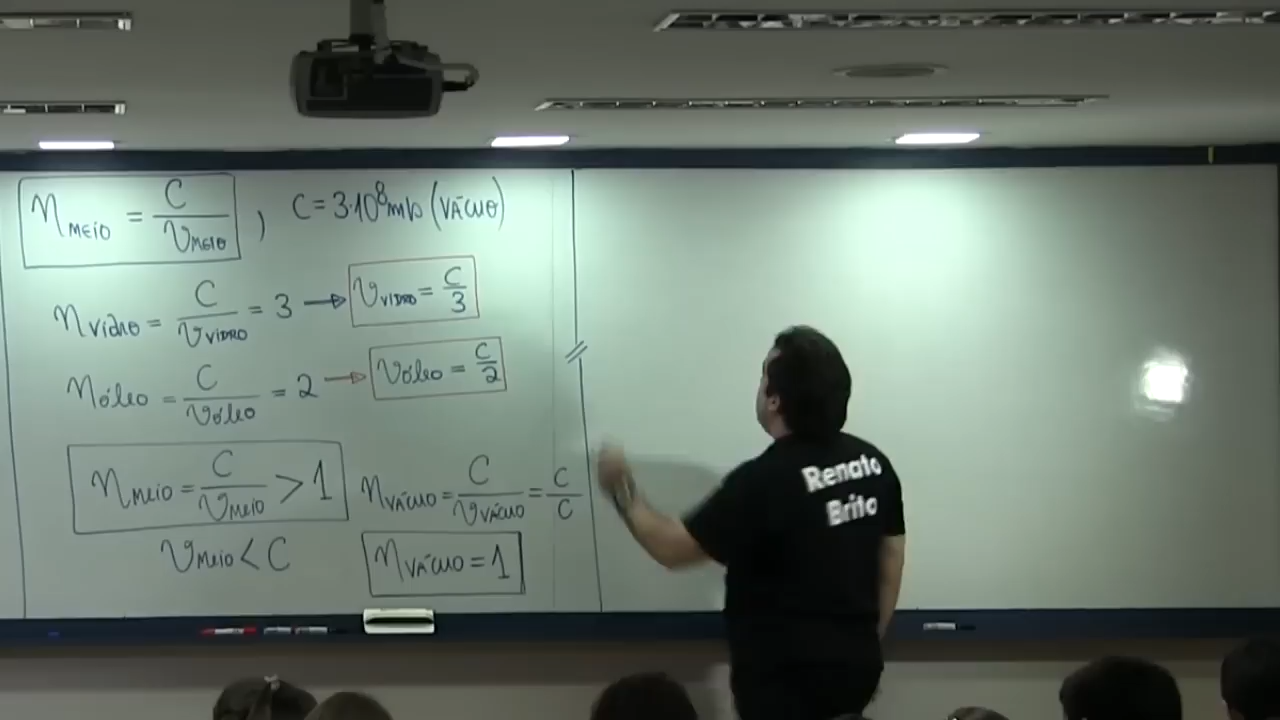 n MEIO = C / v MEIO , C = 3·10⁸ m/s (VÁCUO)
n VIDRO = C / v VIDRO = 3 → v VIDRO = C / 3
n ÓLEO = C / v ÓLEO = 2 → v ÓLEO = C / 2
n MEIO = C / v MEIO > 1
v MEIO < C
n VÁCUO = C / v VÁCUO = C / C
n VÁCUO = 1
Renato
Brito